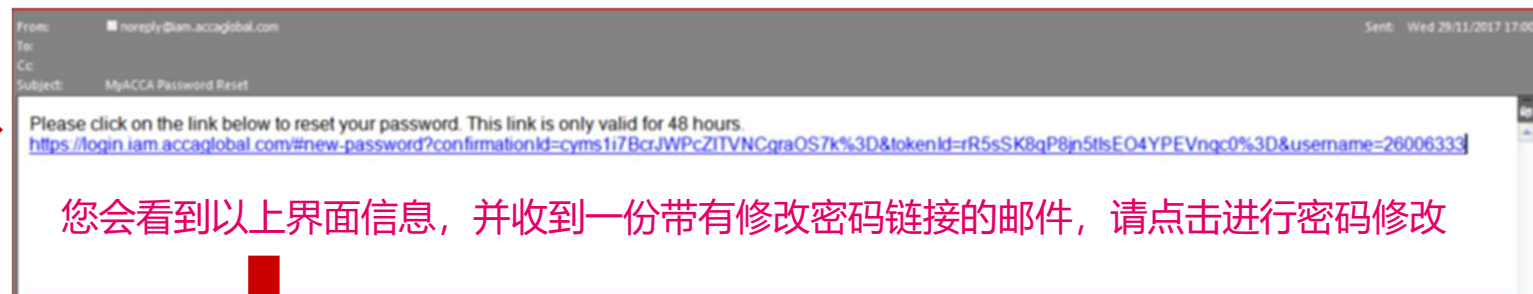 From: noreply@iam.accaglobal.com Sent: Wed 29/11/2017 17:00
To:
Cc:
Subject: MyACCA Password Reset
Please click on the link below to reset your password. This link is only valid for 48 hours.
https://login.iam.accaglobal.com/#new-password?confirmationId=cyms1i7BcrJWPcZITVNCgraOS7k%3D&tokenId=rR5sSK8qP8jn5tlsEO4YPEVnqc0%3D&username=26006333
您会看到以上界面信息，并收到一份带有修改密码链接的邮件，请点击进行密码修改